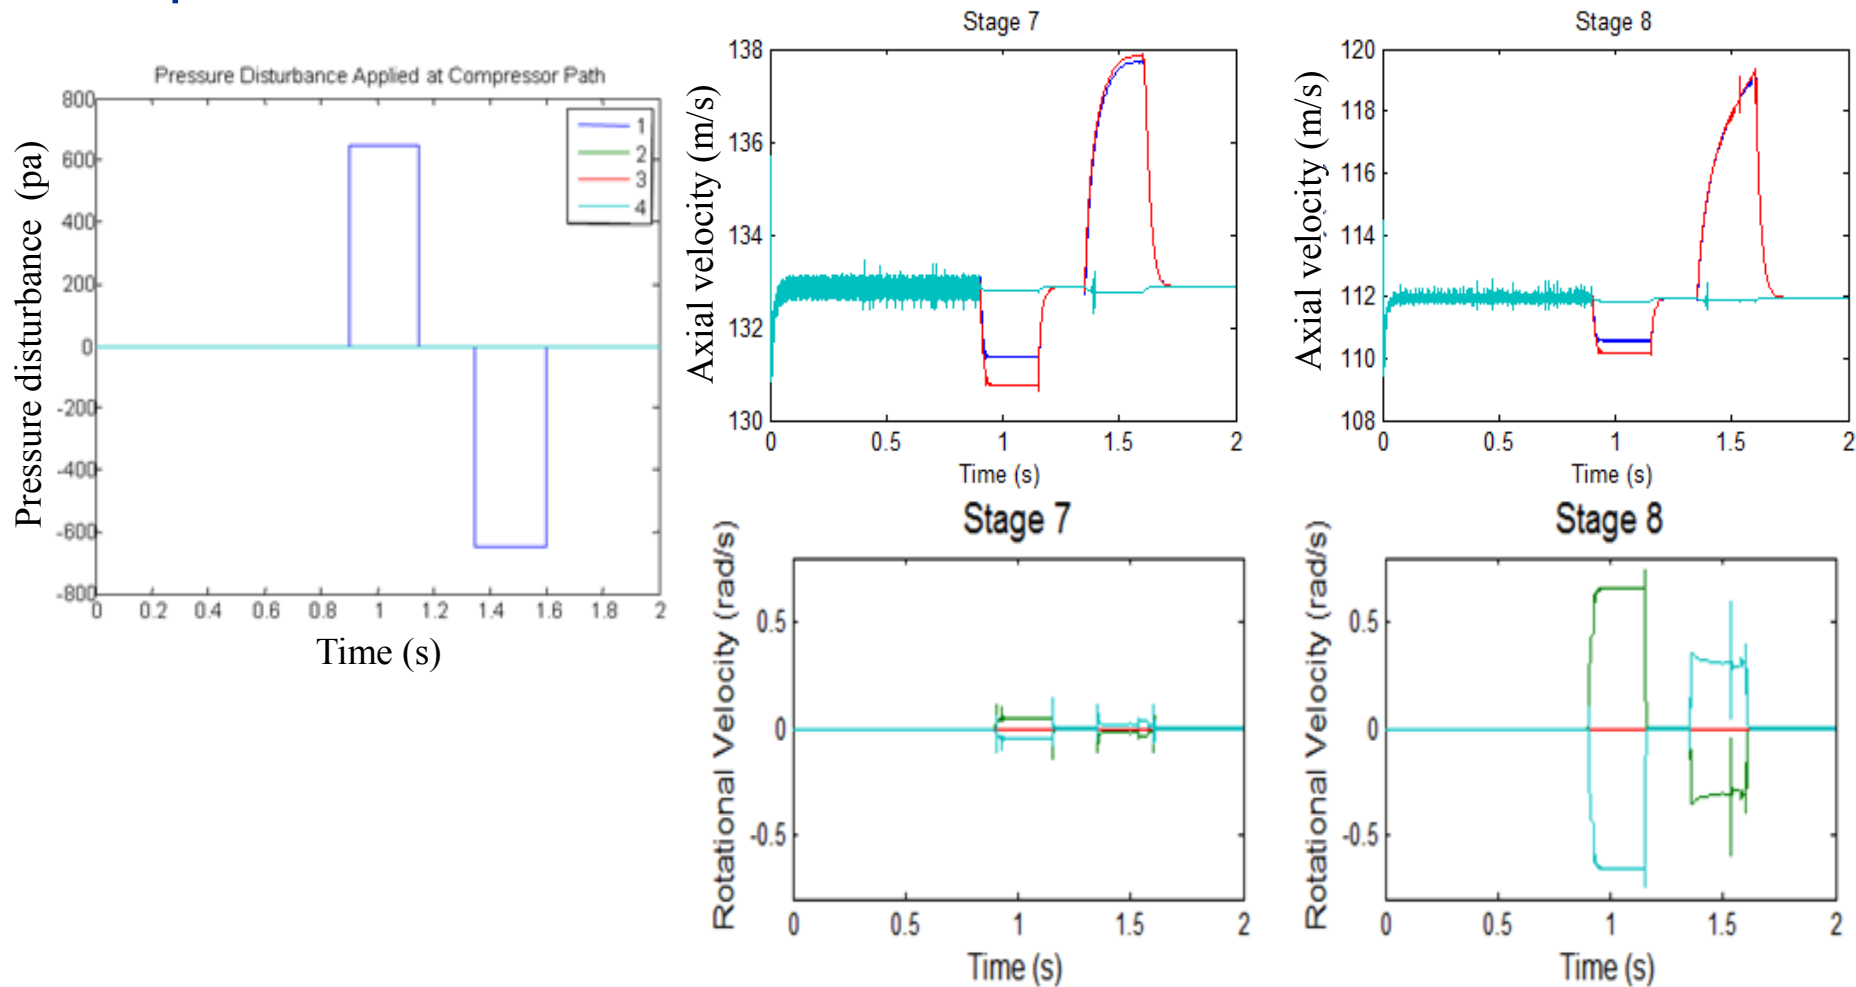 Pressure Disturbance Applied at Compressor Path
Pressure disturbance (pa)
800
600
400
200
0
-200
-400
-600
-800
1
2
3
4
0 0.2 0.4 0.6 0.8 1 1.2 1.4 1.6 1.8 2
Time (s)
Stage 7
Axial velocity (m/s)
138
136
134
132
130
0 0.5 1 1.5 2
Time (s)
Stage 8
Axial velocity (m/s)
120
118
116
114
112
110
108
0 0.5 1 1.5 2
Time (s)
Stage 7
Rotational Velocity (rad/s)
0.5
0
-0.5
0 0.5 1 1.5 2
Time (s)
Stage 8
Rotational Velocity (rad/s)
0.5
0
-0.5
0 0.5 1 1.5 2
Time (s)